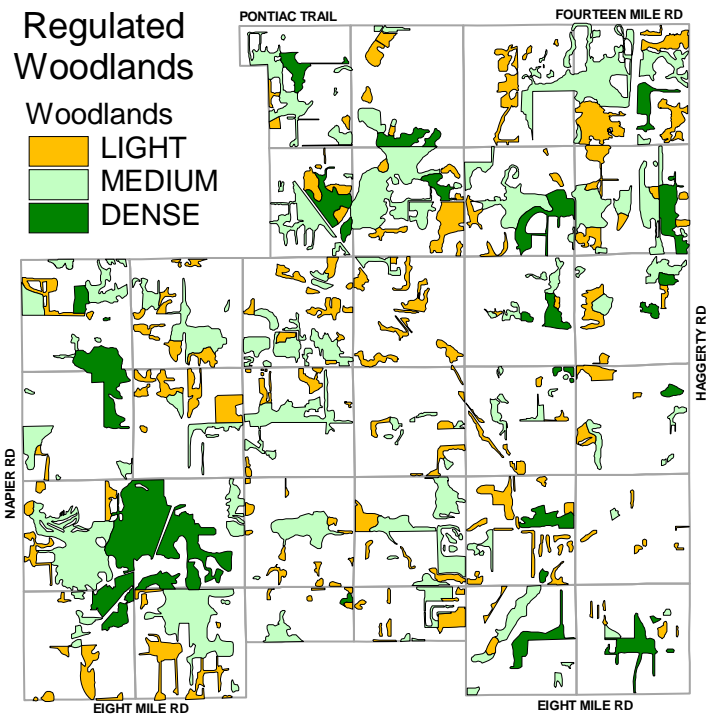 Regulated
Woodlands
Woodlands
LIGHT
MEDIUM
DENSE
PONTIAC TRAIL
FOURTEEN MILE RD
HAGGERTY RD
NAPIER RD
EIGHT MILE RD
EIGHT MILE RD